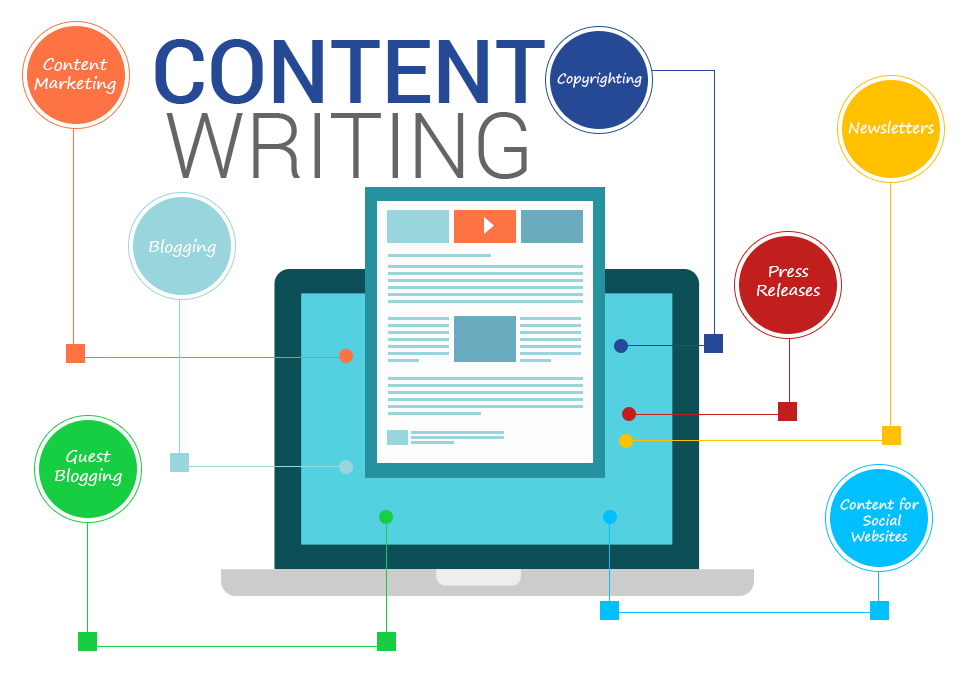 CONTENT
WRITING
Content
Marketing
Copyrighting
Newsletters
Blogging
Press
Releases
Guest
Blogging
Content for
Social
Websites